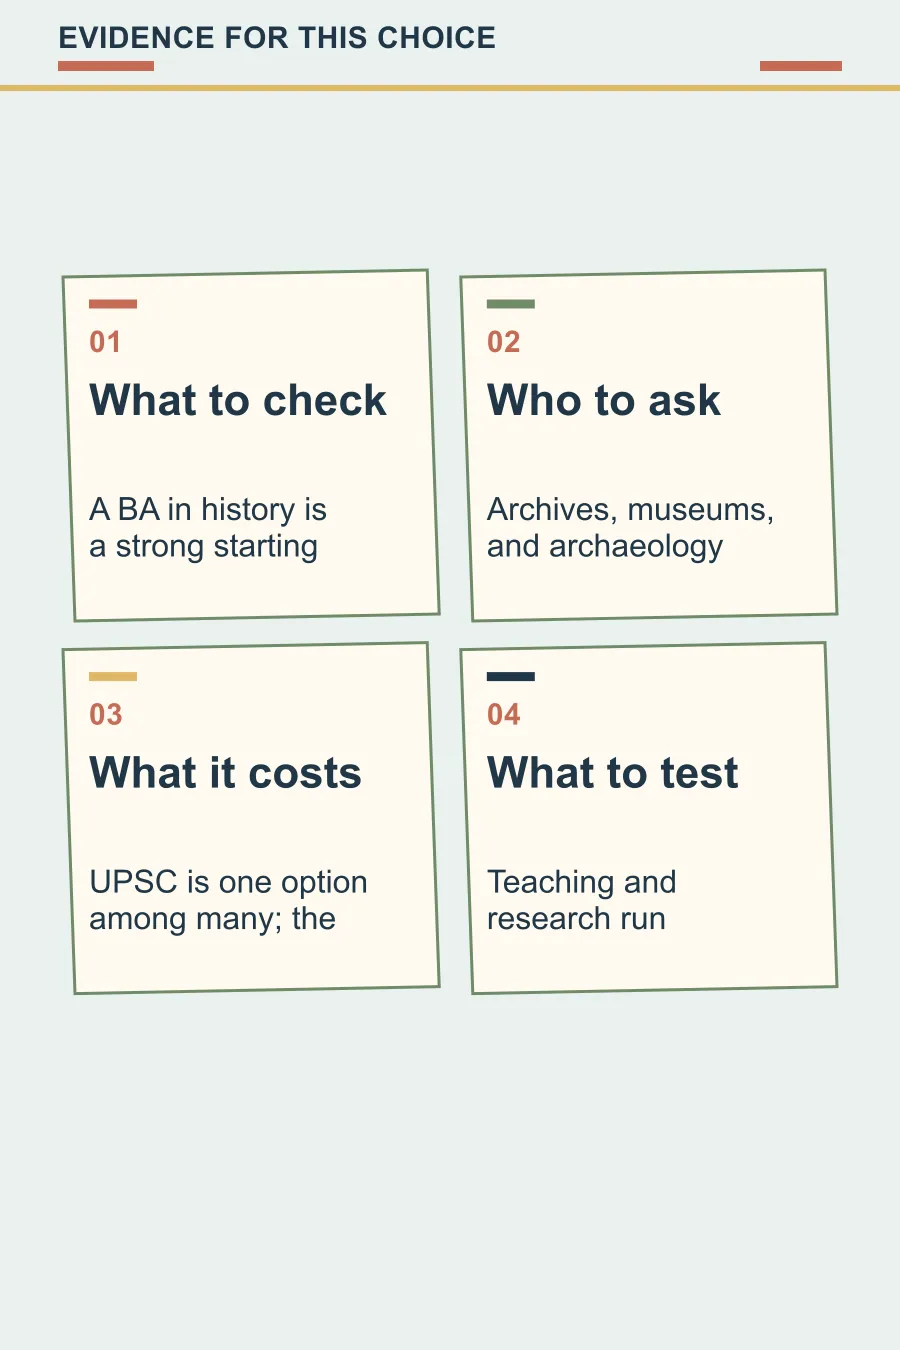 EVIDENCE FOR THIS CHOICE
01
What to check
A BA in history is
a strong starting
02
Who to ask
Archives, museums,
and archaeology
03
What it costs
UPSC is one option
among many; the
04
What to test
Teaching and
research run